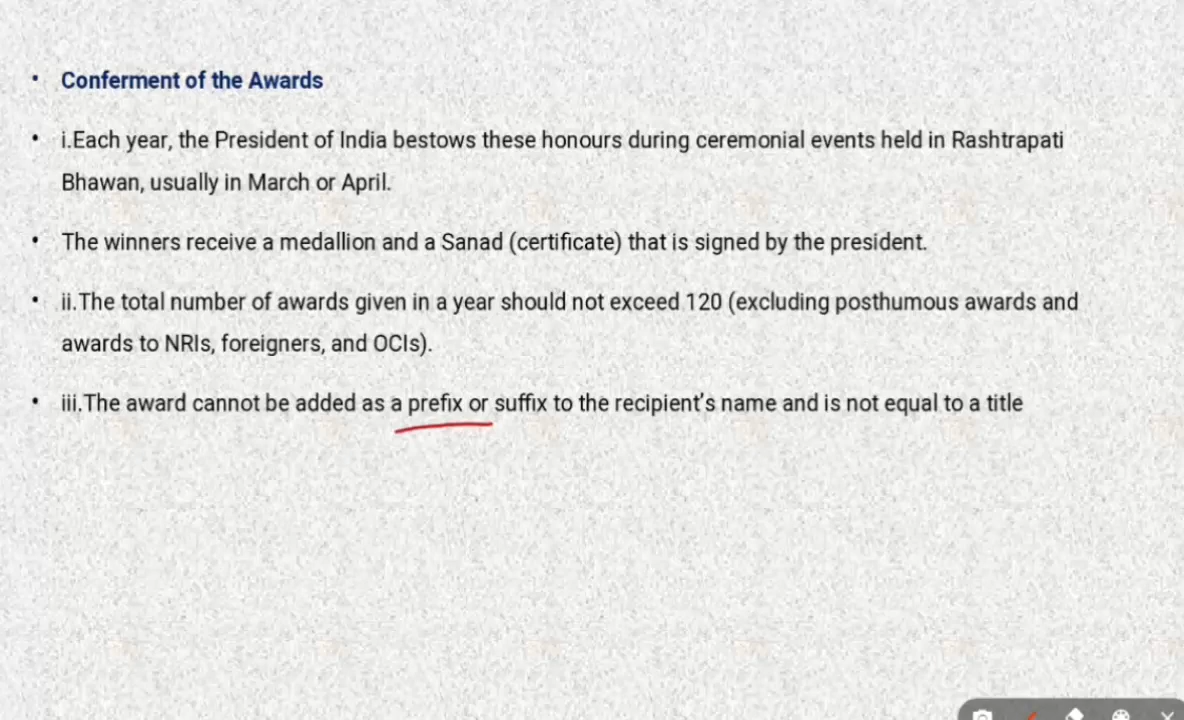 • Conferment of the Awards
• i.Each year, the President of India bestows these honours during ceremonial events held in Rashtrapati
Bhawan, usually in March or April.
• The winners receive a medallion and a Sanad (certificate) that is signed by the president.
• ii.The total number of awards given in a year should not exceed 120 (excluding posthumous awards and
awards to NRIs, foreigners, and OCIs).
• iii.The award cannot be added as a prefix or suffix to the recipient's name and is not equal to a title